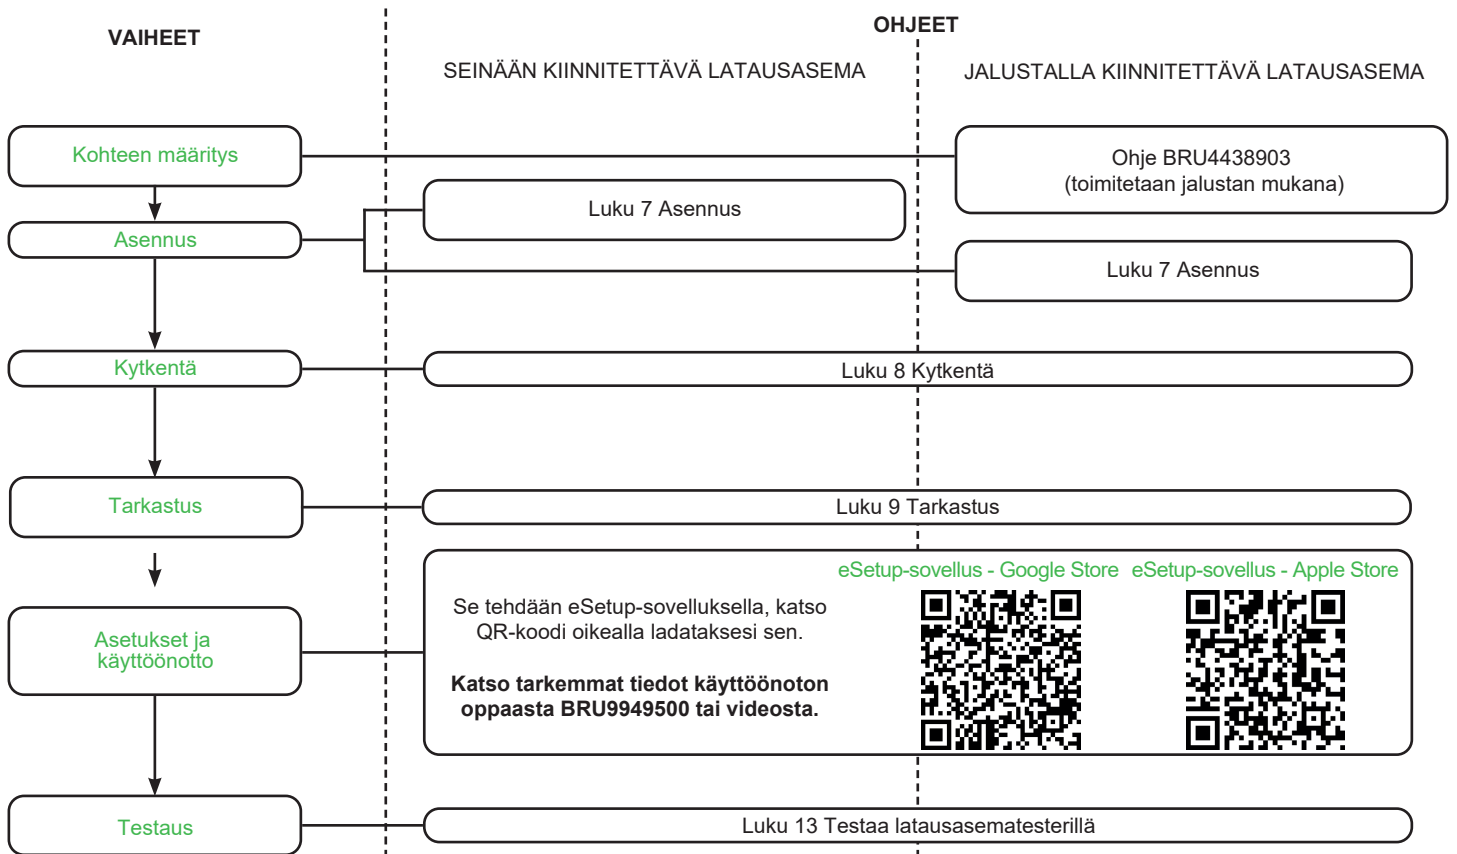 VAIHEET
OHJEET
SEINÄÄN KIINNITETTÄVÄ LATAUSASEMA
JALUSTALLA KIINNITETTÄVÄ LATAUSASEMA
Kohteen määritys
Ohje BRU4438903
(toimitetaan jalustan mukana)
Asennus
Luku 7 Asennus
Luku 7 Asennus
Kytkentä
Luku 8 Kytkentä
Tarkastus
Luku 9 Tarkastus
Asetukset ja
käyttöönotto
Se tehdään eSetup-sovelluksella, katso
QR-koodi oikealla ladataksesi sen.
Katso tarkemmat tiedot käyttöönoton
oppaasta BRU9949500 tai videosta.
eSetup-sovellus - Google Store
eSetup-sovellus - Apple Store
Testaus
Luku 13 Testaa latausasematesterillä